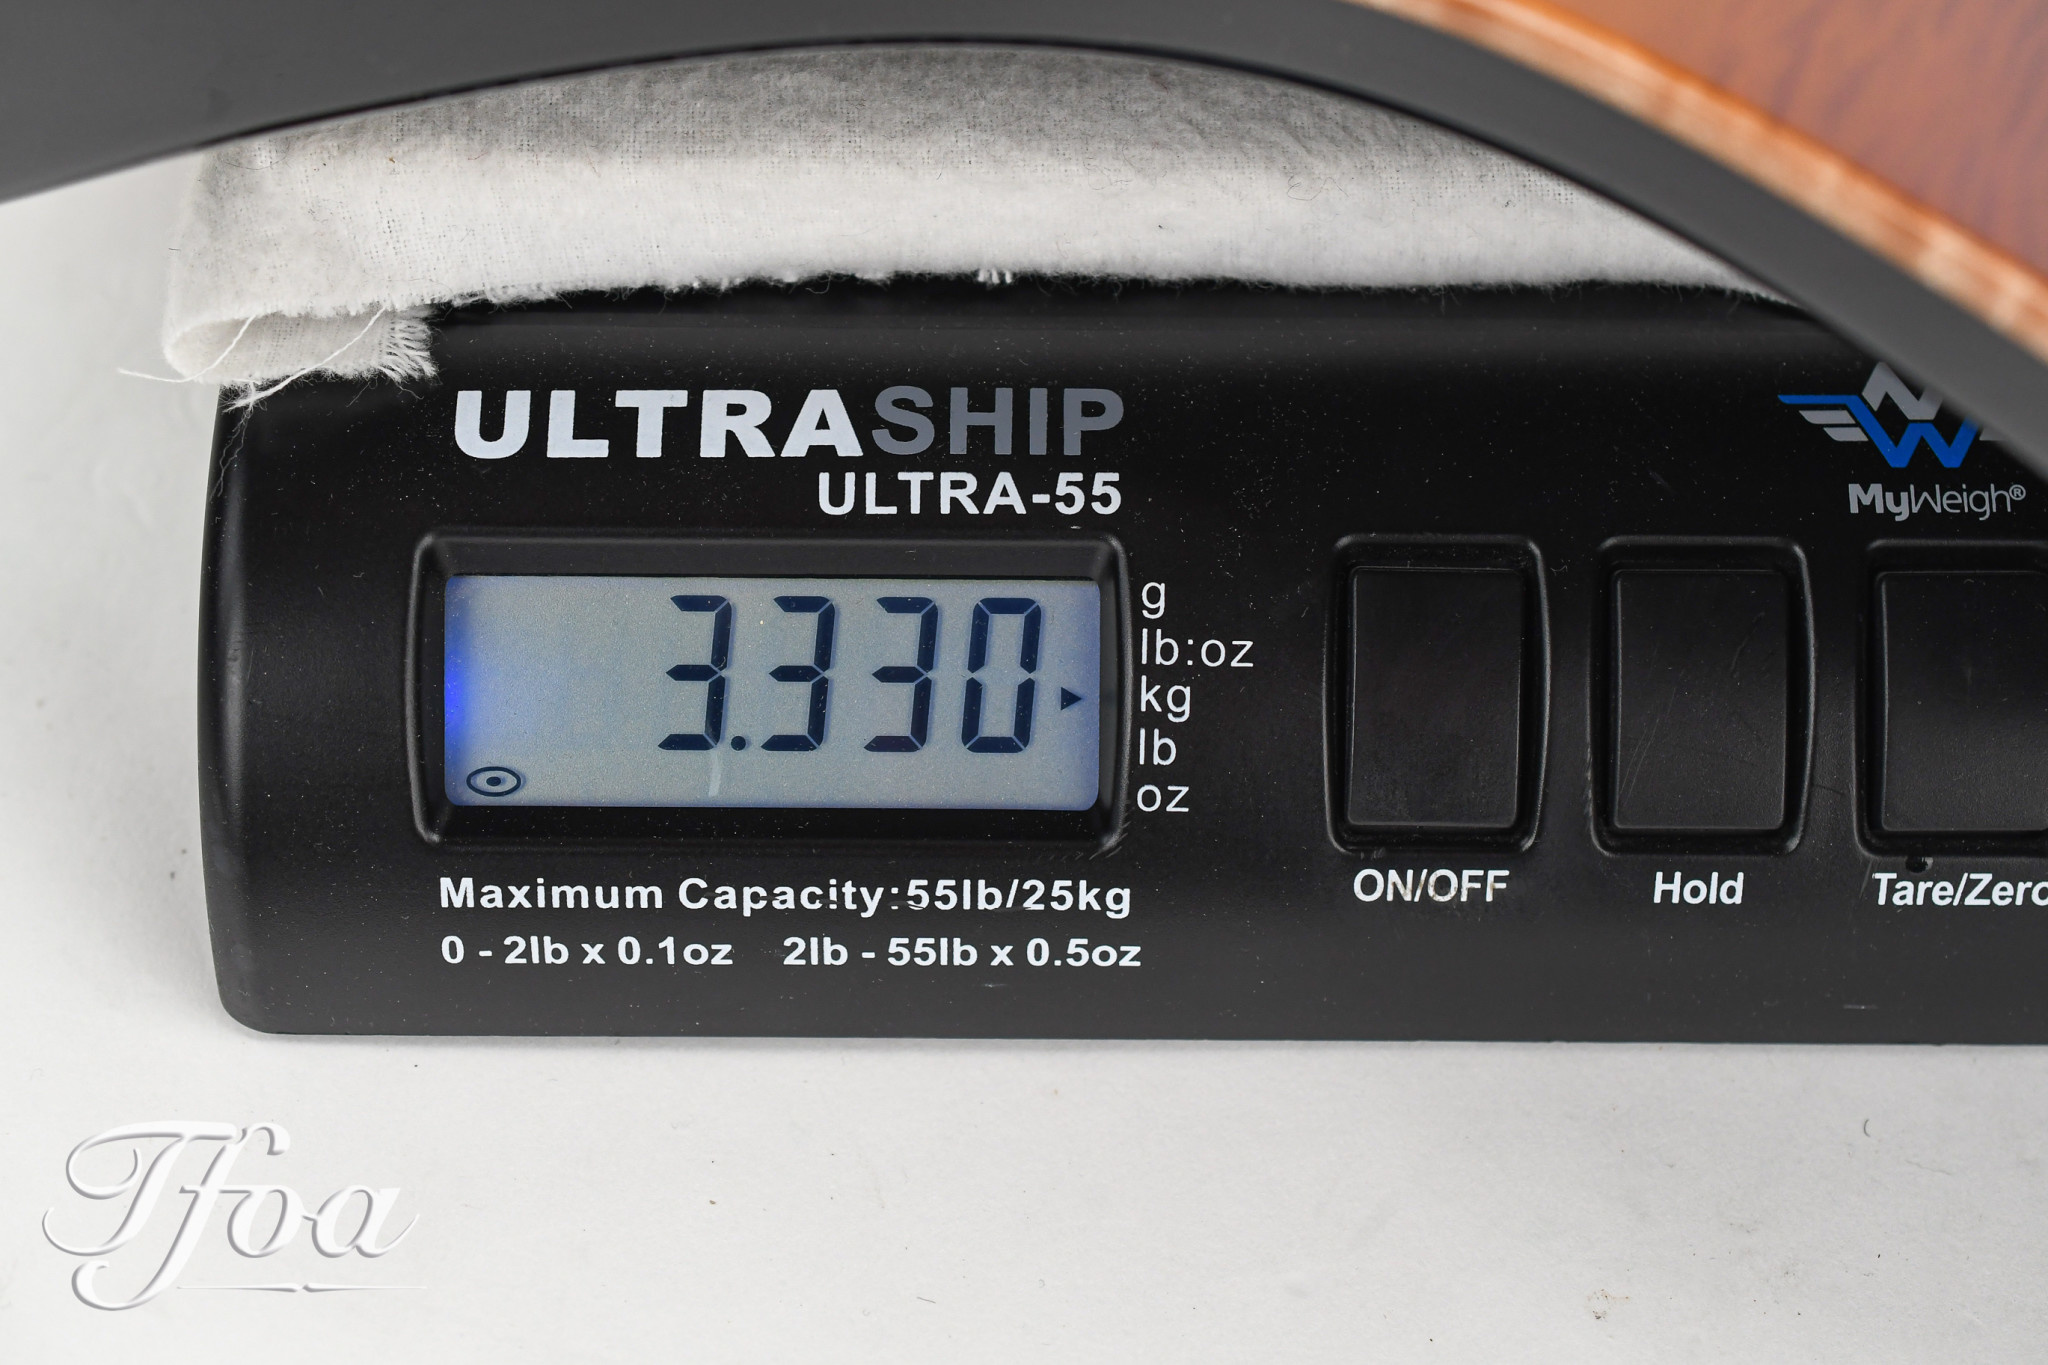 ULTRASHIP
ULTRA-55
MyWeigh®
3.330
g
lb:oz
kg
lb
oz
ON/OFF
Hold
Tare/Zero
Maximum Capacity:55lb/25kg
0 - 2lb x 0.1oz 2lb - 55lb x 0.5oz
Tfoa